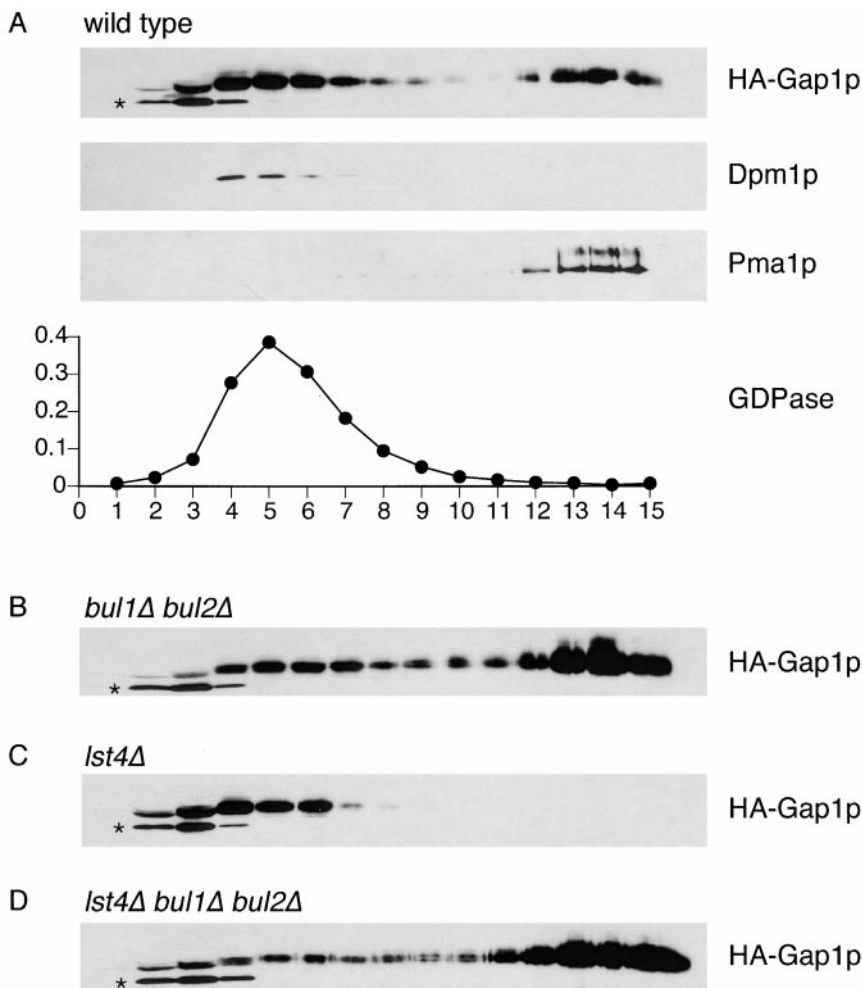 A wild type
* HA-Gap1p
Dpm1p
Pma1p
0.4
0.3
0.2
0.1
0
GDPase
0 1 2 3 4 5 6 7 8 9 10 11 12 13 14 15
B bul1Δ bul2Δ
* HA-Gap1p
C lst4Δ
* HA-Gap1p
D lst4Δ bul1Δ bul2Δ
* HA-Gap1p